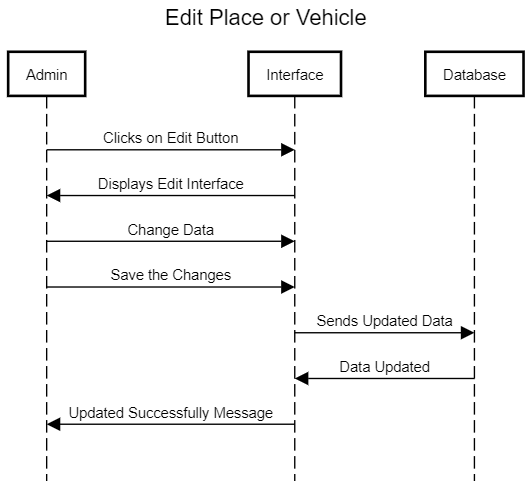 Edit Place or Vehicle
Admin
Interface
Database
Clicks on Edit Button
Displays Edit Interface
Change Data
Save the Changes
Sends Updated Data
Data Updated
Updated Successfully Message